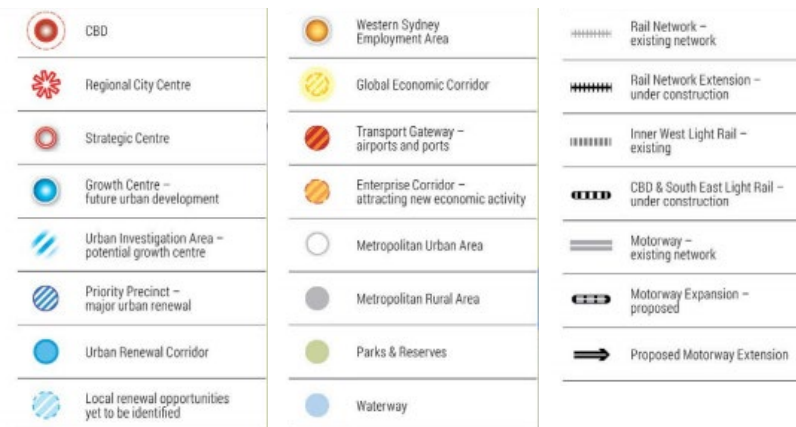 CBD
Regional City Centre
Strategic Centre
Growth Centre –
future urban development
Urban Investigation Area –
potential growth centre
Priority Precinct –
major urban renewal
Urban Renewal Corridor
Local renewal opportunities
yet to be identified
Western Sydney
Employment Area
Global Economic Corridor
Transport Gateway –
airports and ports
Enterprise Corridor –
attracting new economic activity
Metropolitan Urban Area
Metropolitan Rural Area
Parks & Reserves
Waterway
Rail Network –
existing network
Rail Network Extension –
under construction
Inner West Light Rail –
existing
CBD & South East Light Rail –
under construction
Motorway –
existing network
Motorway Expansion –
proposed
Proposed Motorway Extension